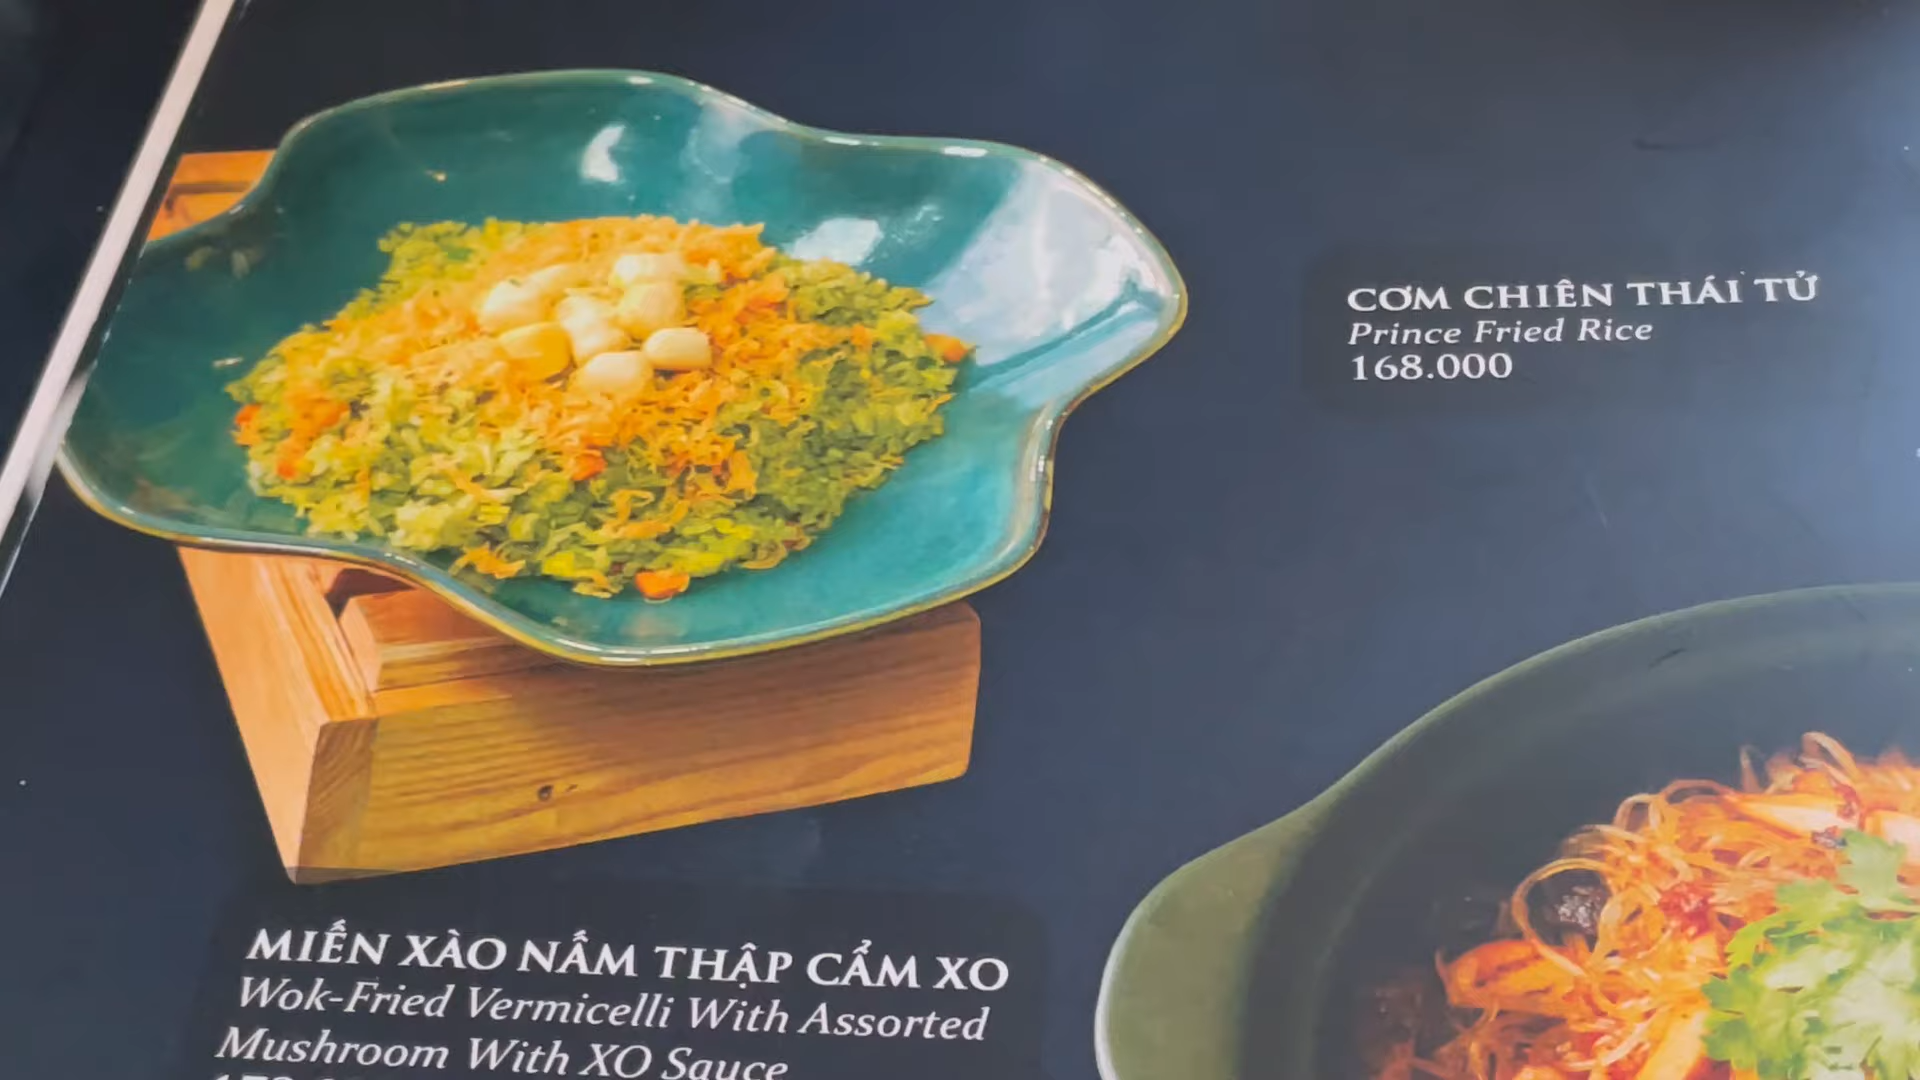 CƠM CHIÊN THÁI TỬ
Prince Fried Rice
168.000
MIẾN XÀO NẤM THẬP CẨM XO
Wok-Fried Vermicelli With Assorted
Mushroom With XO Sauce